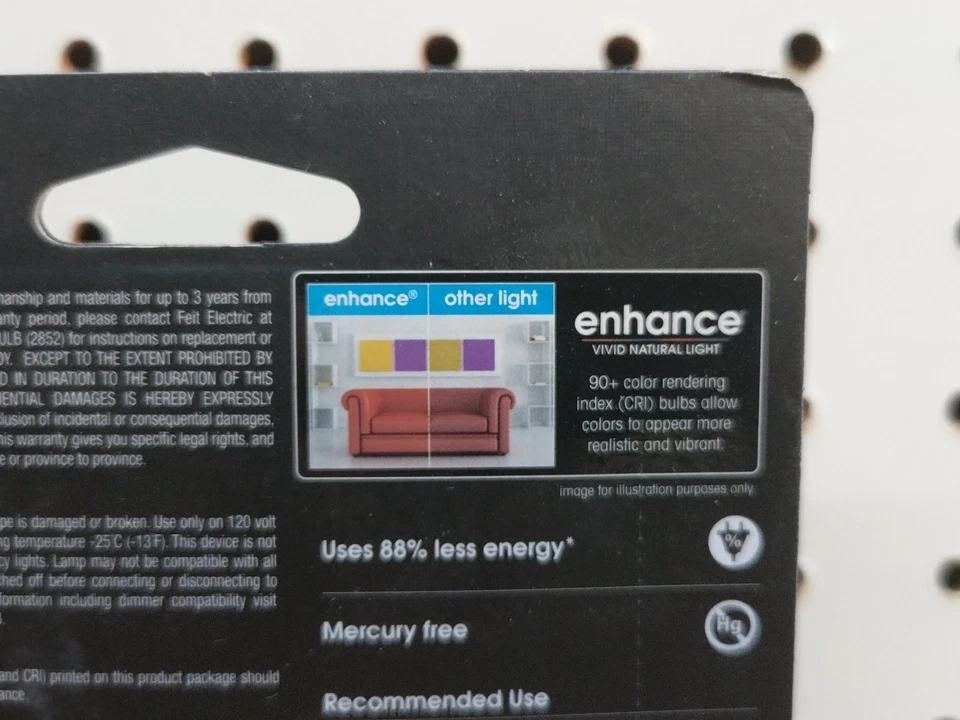 manship and materials for up to 3 years from
anty period, please contact Feit Electric at
ULB (2852) for instructions on replacement or
DY. EXCEPT TO THE EXTENT PROHIBITED BY
D IN DURATION TO THE DURATION OF THIS
UENTIAL DAMAGES IS HEREBY EXPRESSLY
clusion of incidental or consequential damages,
his warranty gives you specific legal rights, and
e or province to province.
pe is damaged or broken. Use only on 120 volt
ng temperature -25°C (-13°F). This device is not
cy lights. Lamp may not be compatible with all
ched off before connecting or disconnecting to
formation including dimmer compatibility visit
and CRI) printed on this product package should
ance.
enhance® other light
enhance®
VIVID NATURAL LIGHT
90+ color rendering
index (CRI) bulbs allow
colors to appear more
realistic and vibrant.
image for illustration purposes only
Uses 88% less energy*
%
Mercury free
Hg
Recommended Use